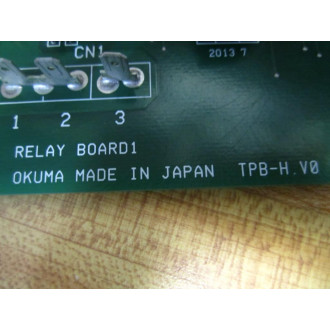 CN1
2013 7
1 2 3
RELAY BOARD1
OKUMA MADE IN JAPAN TPB-H.V0